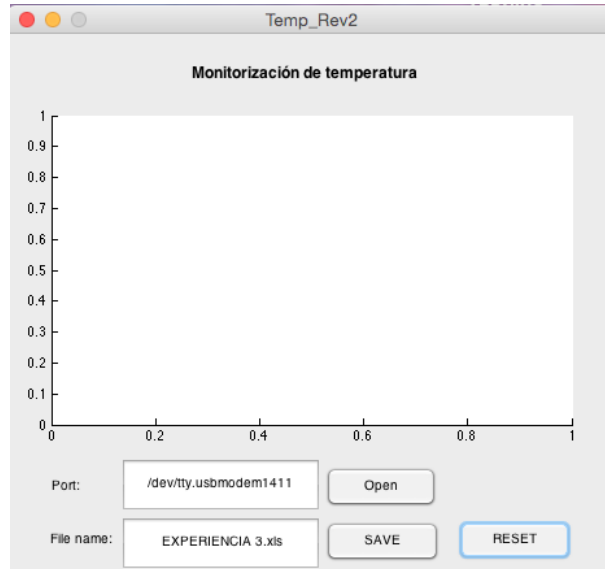 Temp_Rev2
Monitorización de temperatura
1
0.9
0.8
0.7
0.6
0.5
0.4
0.3
0.2
0.1
0
0 0.2 0.4 0.6 0.8 1
Port: /dev/tty.usbmodem1411 Open
File name: EXPERIENCIA 3.xls SAVE RESET